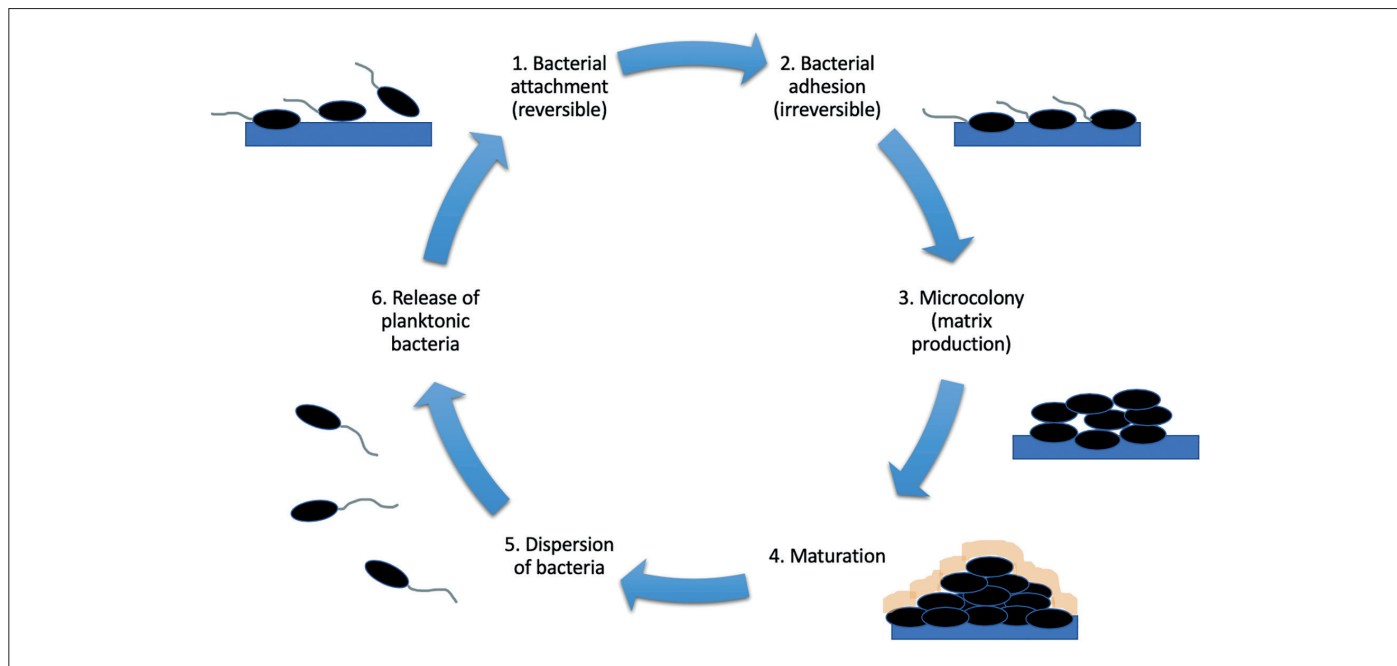 1. Bacterial
attachment
(reversible)
2. Bacterial
adhesion
(irreversible)
3. Microcolony
(matrix
production)
4. Maturation
5. Dispersion
of bacteria
6. Release of
planktonic
bacteria